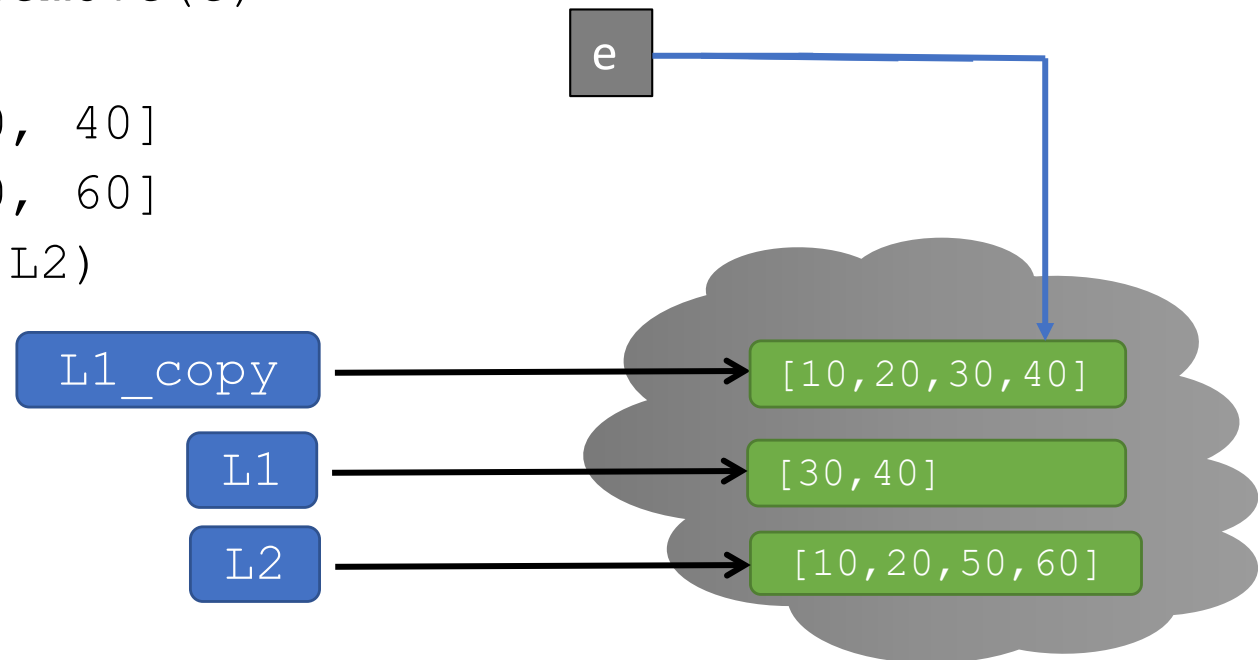 e
, 40]
, 60]
L2)
L1_copy
[10,20,30,40]
L1
[30,40]
L2
[10,20,50,60]